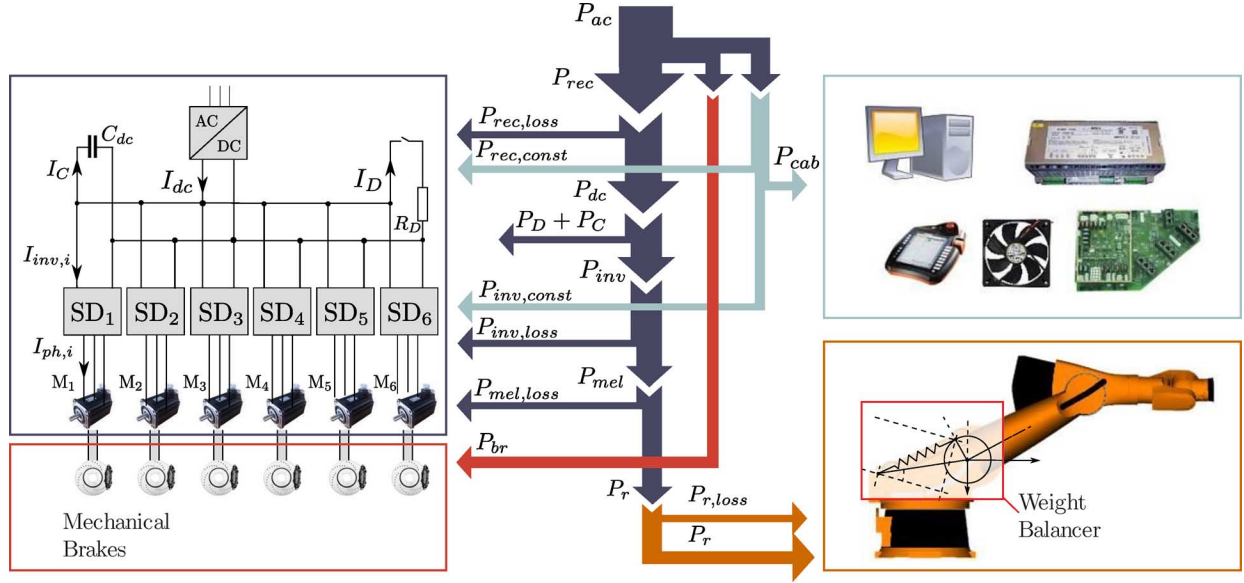 P_ac
P_rec
P_rec,loss
P_rec,const
P_cab
P_dc
P_D + P_C
P_inv
P_inv,const
P_inv,loss
P_mel
P_mel,loss
P_br
P_r
P_r,loss
P_r
AC
DC
C_dc
I_C
I_dc
I_D
R_D
I_inv,i
SD_1 SD_2 SD_3 SD_4 SD_5 SD_6
I_ph,i
M_1 M_2 M_3 M_4 M_5 M_6
Mechanical
Brakes
Weight
Balancer